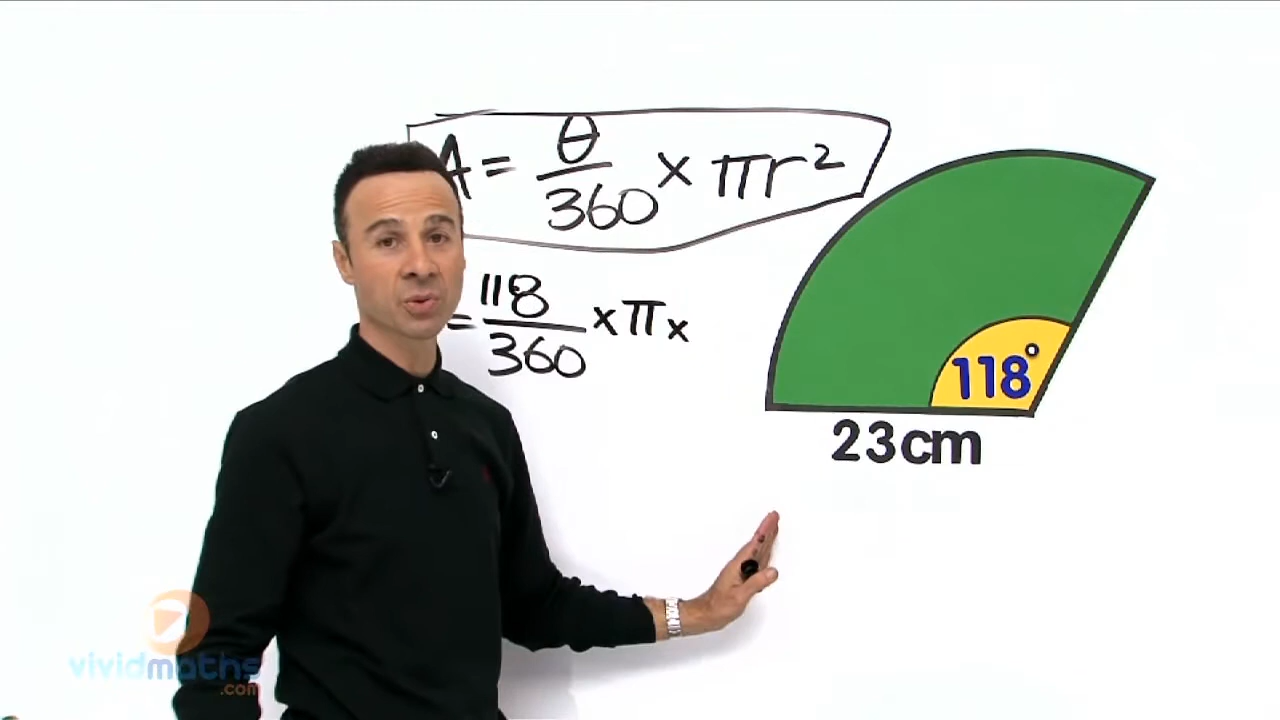 A = θ/360 × πr²
= 118/360 × π ×
118°
23cm
vividmaths
.com